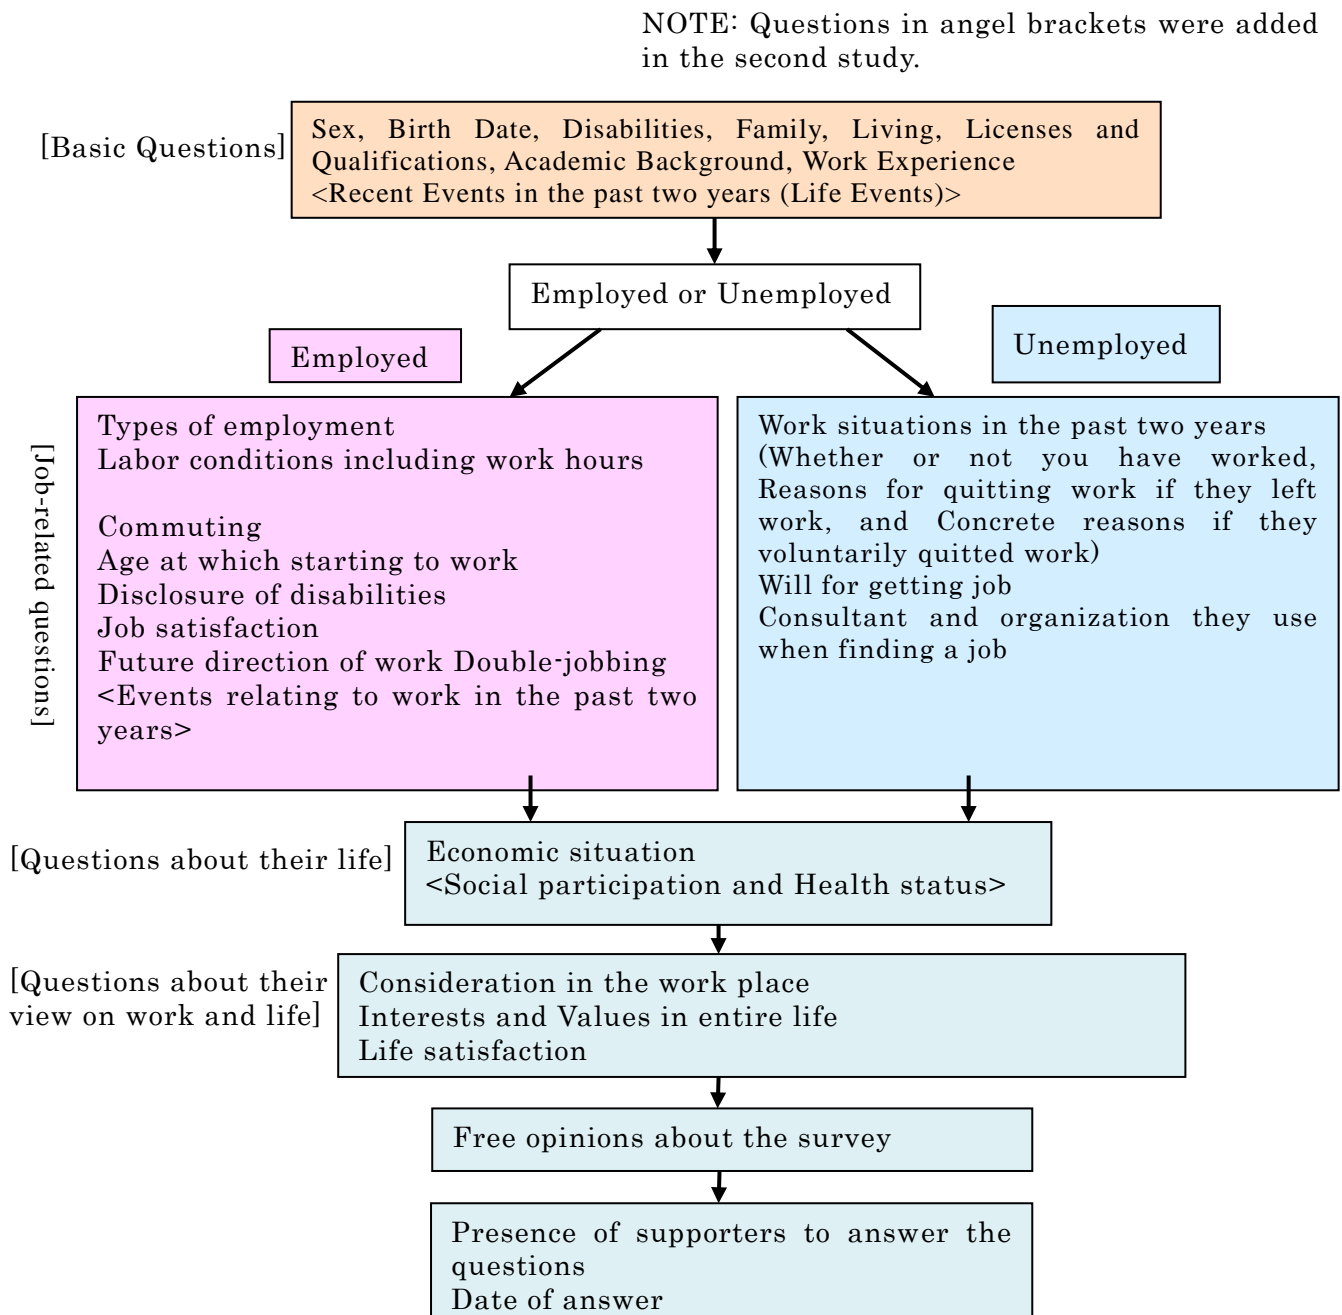 NOTE: Questions in angel brackets were added
in the second study.
[Basic Questions]
Sex, Birth Date, Disabilities, Family, Living, Licenses and
Qualifications, Academic Background, Work Experience
<Recent Events in the past two years (Life Events)>
Employed or Unemployed
Employed
Unemployed
[Job-related questions]
Types of employment
Labor conditions including work hours
Commuting
Age at which starting to work
Disclosure of disabilities
Job satisfaction
Future direction of work Double-jobbing
<Events relating to work in the past two
years>
Work situations in the past two years
(Whether or not you have worked,
Reasons for quitting work if they left
work, and Concrete reasons if they
voluntarily quitted work)
Will for getting job
Consultant and organization they use
when finding a job
[Questions about their life]
Economic situation
<Social participation and Health status>
[Questions about their
view on work and life]
Consideration in the work place
Interests and Values in entire life
Life satisfaction
Free opinions about the survey
Presence of supporters to answer the
questions
Date of answer